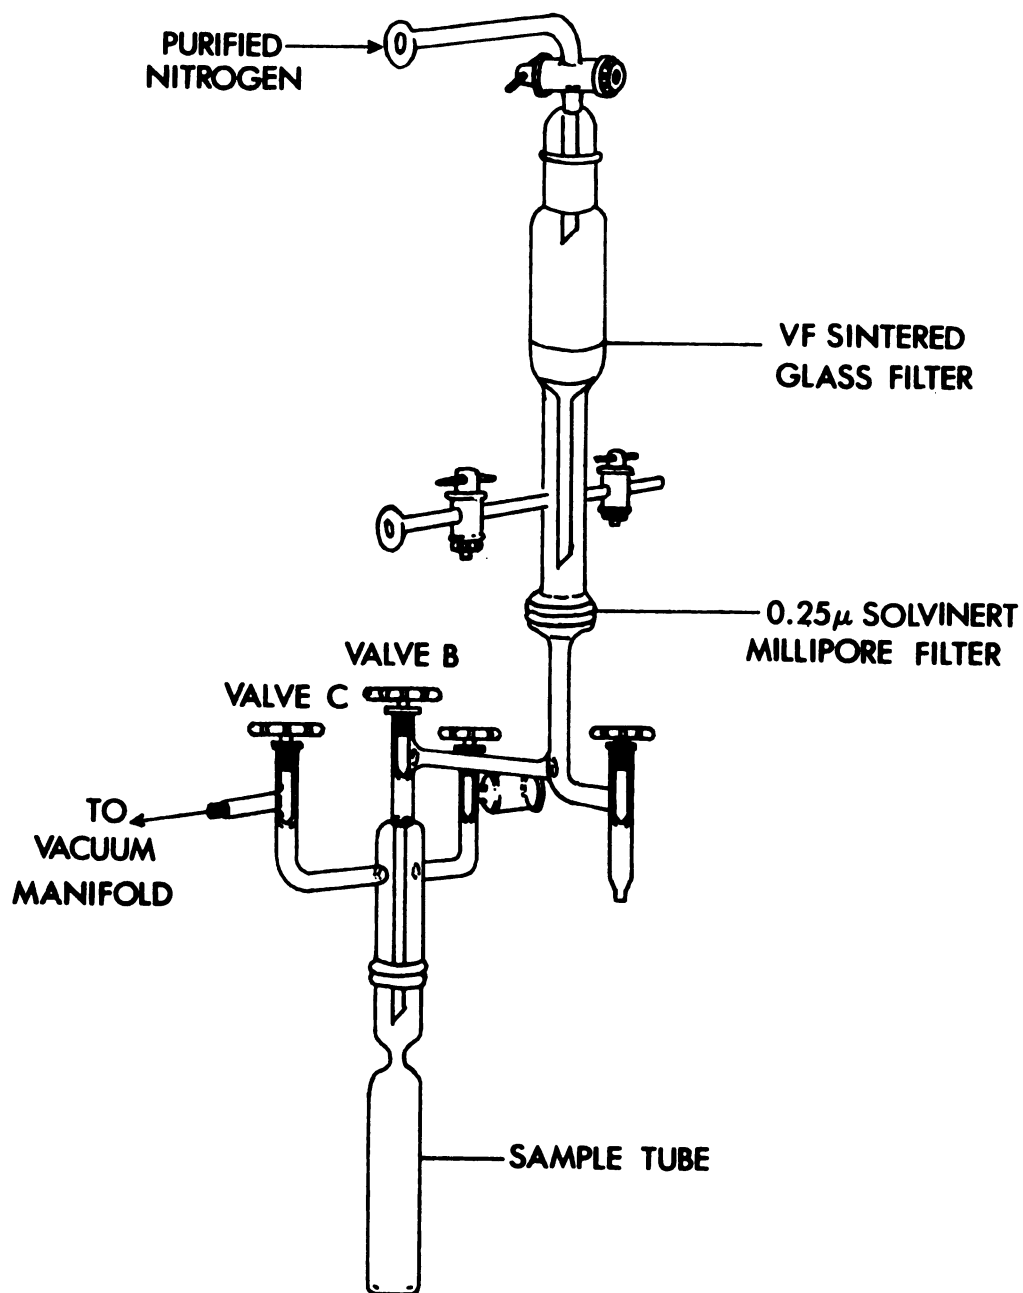 PURIFIED
NITROGEN
VF SINTERED
GLASS FILTER
0.25μ SOLVINERT
MILLIPORE FILTER
VALVE B
VALVE C
TO
VACUUM
MANIFOLD
SAMPLE TUBE